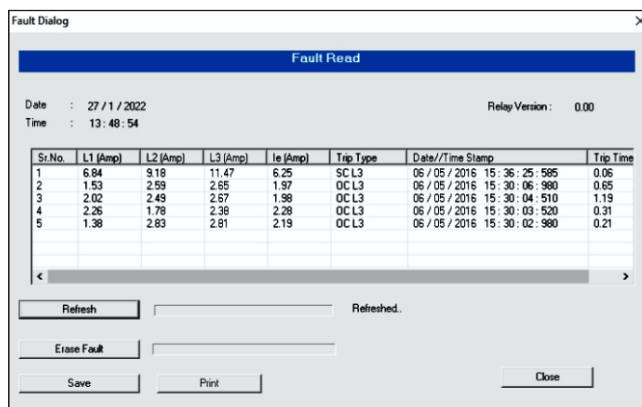 Fault Dialog
Fault Read
Date : 27 / 1 / 2022 Relay Version : 0.00
Time : 13 : 48 : 54
Sr.No. L1 (Amp) L2 (Amp) L3 (Amp) Ie (Amp) Trip Type Date//Time Stamp Trip Time
1 6.84 9.18 11.47 6.25 SC L3 06 / 05 / 2016 15 : 36 : 25 : 585 0.06
2 1.53 2.59 2.65 1.97 OC L3 06 / 05 / 2016 15 : 30 : 06 : 980 0.65
3 2.02 2.49 2.67 1.98 OC L3 06 / 05 / 2016 15 : 30 : 04 : 510 1.19
4 2.26 1.78 2.38 2.28 OC L3 06 / 05 / 2016 15 : 30 : 03 : 520 0.31
5 1.38 2.83 2.81 2.19 OC L3 06 / 05 / 2016 15 : 30 : 02 : 980 0.21
Refresh Refreshed..
Erase Fault
Save Print Close